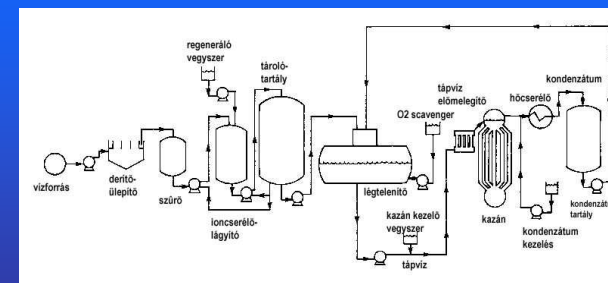 regeneráló
vegyszer
tároló-
tartály
tápvíz
előmelegítő
O2 scavenger
hőcserélő
kondenzátum
vízforrás
derítő-
ülepítő
szűrő
ioncserélő-
lágyító
légtelenítő
kazán kezelő
vegyszer
tápvíz
kazán
kondenzátum
kezelés
tartály